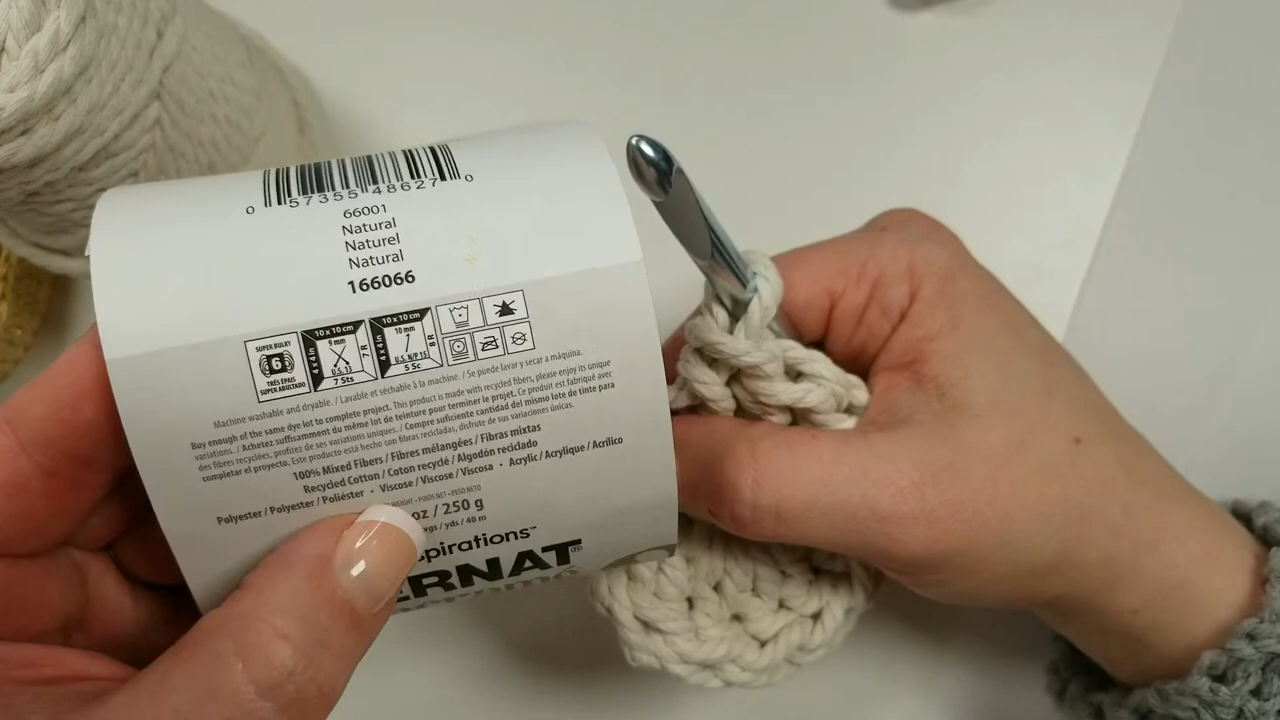 0 57355 48627 0
66001
Natural
Naturel
Natural
166066
SUPER BULKY
6
TRÈS ÉPAIS
SUPER ABULTADO
10 x 10 cm
4 x 4 in
9 mm
U.S. 13
7 R
7 Sts
10 x 10 cm
4 x 4 in
10 mm
U.S. N/P 15
5 Sc
Machine washable and dryable. / Lavable et séchable à la machine. / Se puede lavar y secar a máquina.
Buy enough of the same dye lot to complete project. This product is made with recycled fibers, please enjoy its unique
variations. / Achetez suffisamment du même lot de teinture pour terminer le projet. Ce produit est fabriqué avec
des fibres recyclées, profitez de ses variations uniques. / Compre suficiente cantidad del mismo lote de tinte para
completar el proyecto. Este producto está hecho con fibras recicladas, disfrute de sus variaciones únicas.
100% Mixed Fibers / Fibres mélangées / Fibras mixtas
Recycled Cotton / Coton recyclé / Algodón reciclado
Polyester / Polyester / Poliéster • Viscose / Viscose / Viscosa • Acrylic / Acrylique / Acrílico
WEIGHT • POIDS NET • PESO NETO
oz / 250 g
vgs / yds / 40 m
spirations™
ERNAT®